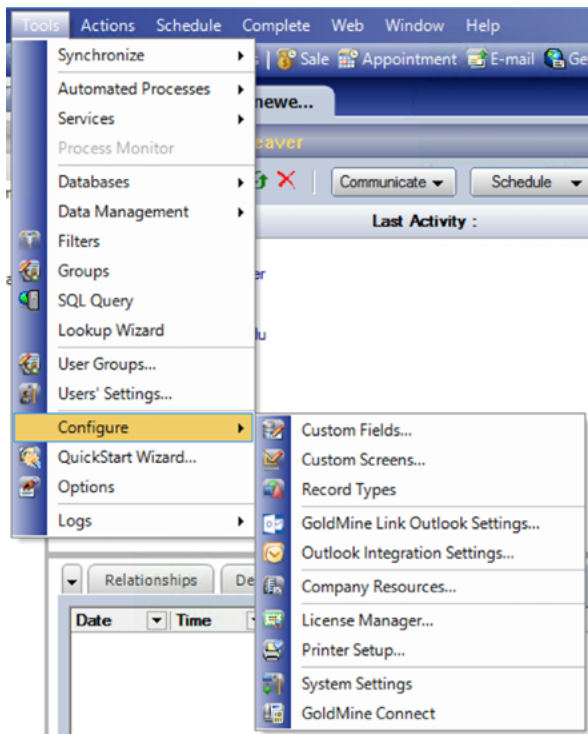 Tools Actions Schedule Complete Web Window Help
Synchronize
Sale Appointment E-mail
Automated Processes
Services
Process Monitor
Databases
Communicate Schedule
Data Management
Last Activity :
Filters
Groups
SQL Query
Lookup Wizard
User Groups...
Users' Settings...
Configure
Custom Fields...
QuickStart Wizard...
Custom Screens...
Options
Record Types
Logs
GoldMine Link Outlook Settings...
Outlook Integration Settings...
Relationships
Company Resources...
Date Time
License Manager...
Printer Setup...
System Settings
GoldMine Connect